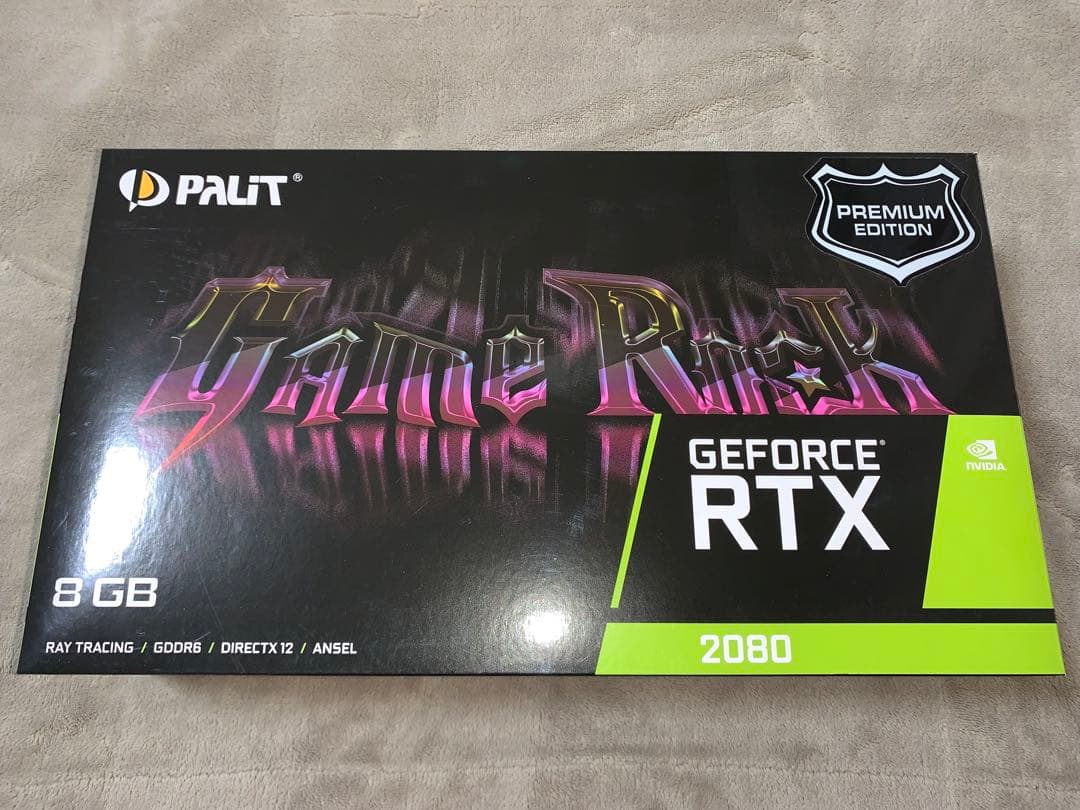 PALiT®
PREMIUM
EDITION
GameRock
GEFORCE®
RTX
NVIDIA
8 GB
2080
RAY TRACING / GDDR6 / DIRECTX 12 / ANSEL